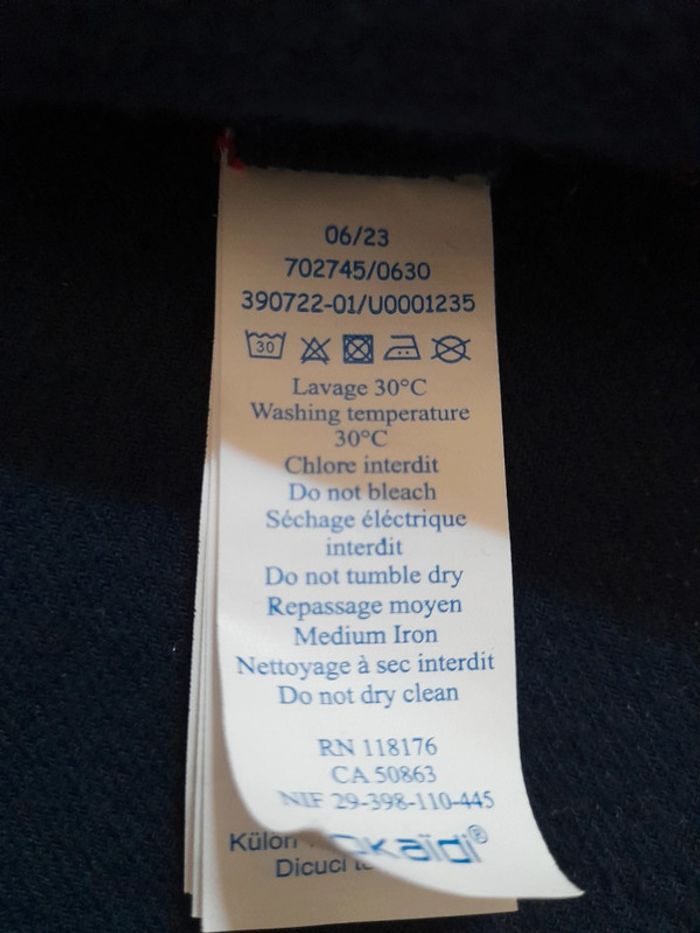 06/23
702745/0630
390722-01/U0001235
30
Lavage 30°C
Washing temperature
30°C
Chlore interdit
Do not bleach
Séchage éléctrique
interdit
Do not tumble dry
Repassage moyen
Medium Iron
Nettoyage à sec interdit
Do not dry clean
RN 118176
CA 50863
NIF 29-398-110-445
okaïdi®
Külön
Dicuci